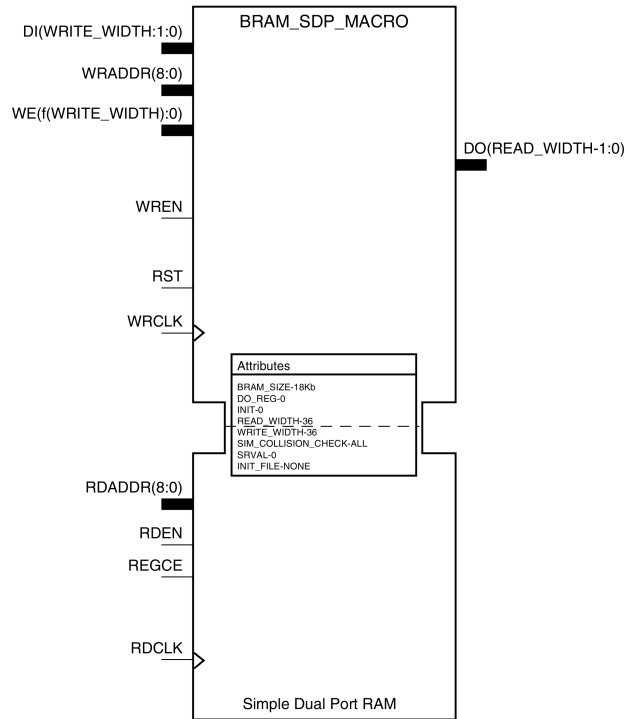 BRAM_SDP_MACRO
DI(WRITE_WIDTH:1:0)
WRADDR(8:0)
WE(f(WRITE_WIDTH):0)
DO(READ_WIDTH-1:0)
WREN
RST
WRCLK
Attributes
BRAM_SIZE-18Kb
DO_REG-0
INIT-0
READ_WIDTH-36
WRITE_WIDTH-36
SIM_COLLISION_CHECK-ALL
SRVAL-0
INIT_FILE-NONE
RDADDR(8:0)
RDEN
REGCE
RDCLK
Simple Dual Port RAM